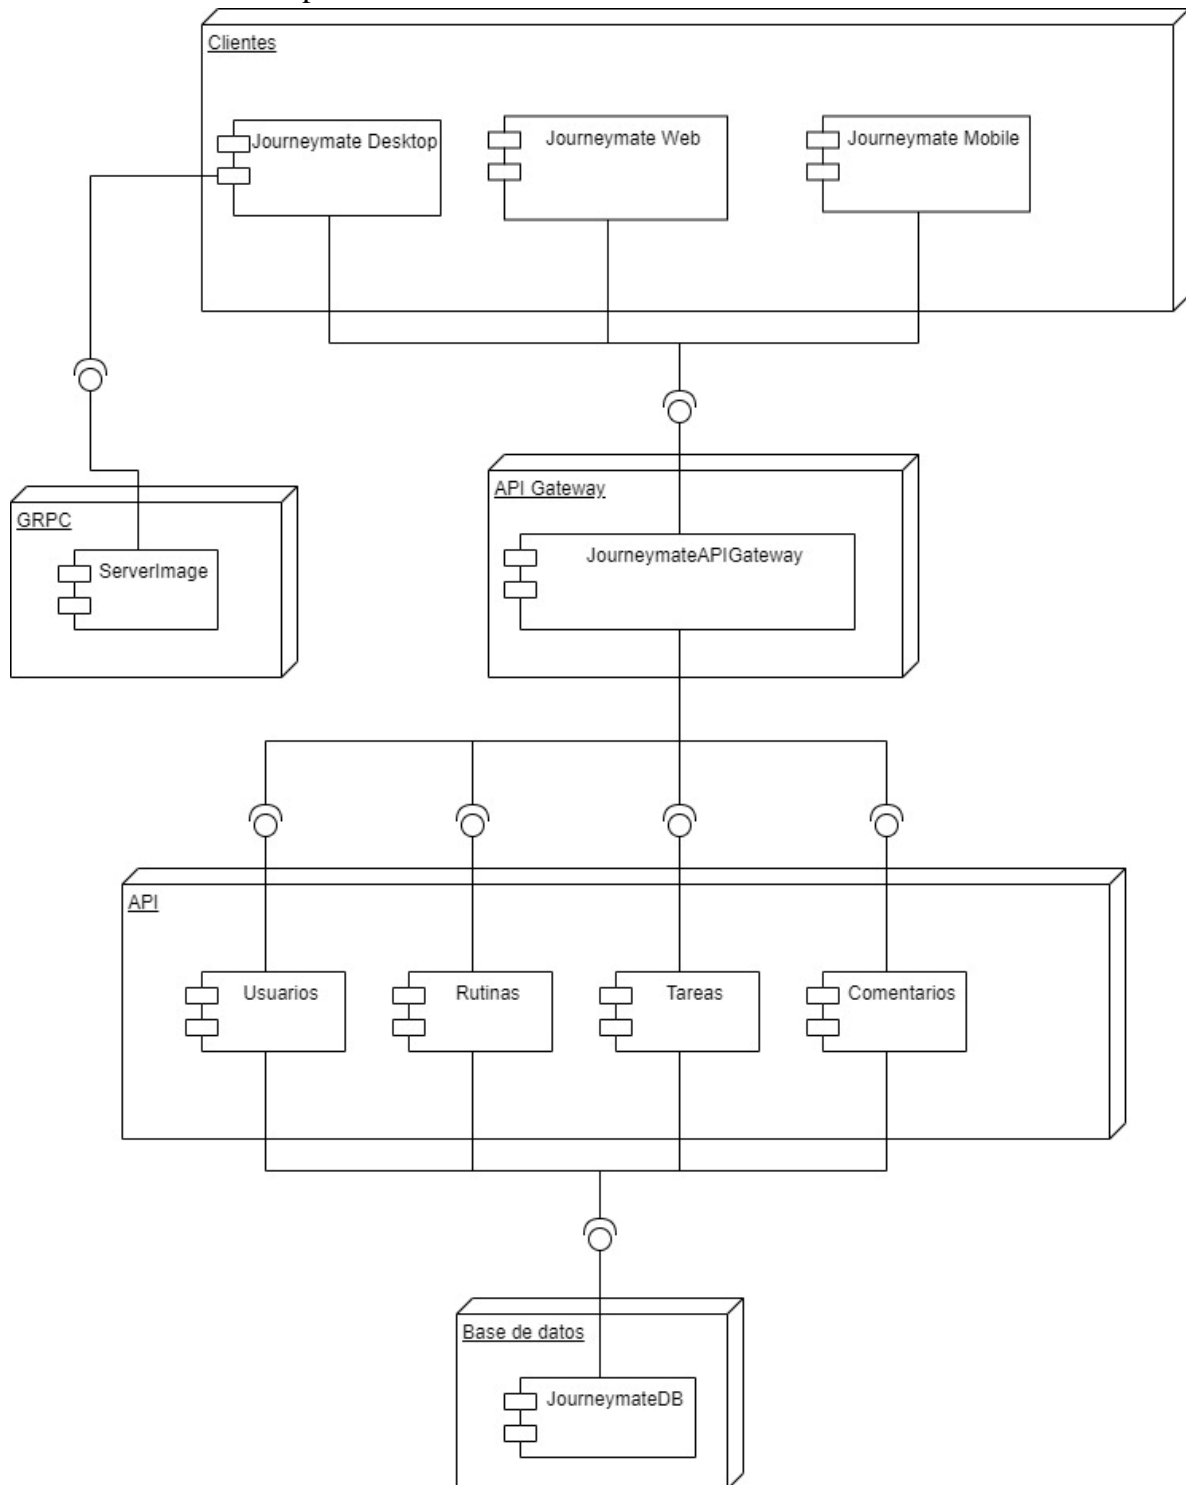 Clientes
Journeymate Desktop
Journeymate Web
Journeymate Mobile
GRPC
ServerImage
API Gateway
JourneymateAPIGateway
API
Usuarios
Rutinas
Tareas
Comentarios
Base de datos
JourneymateDB